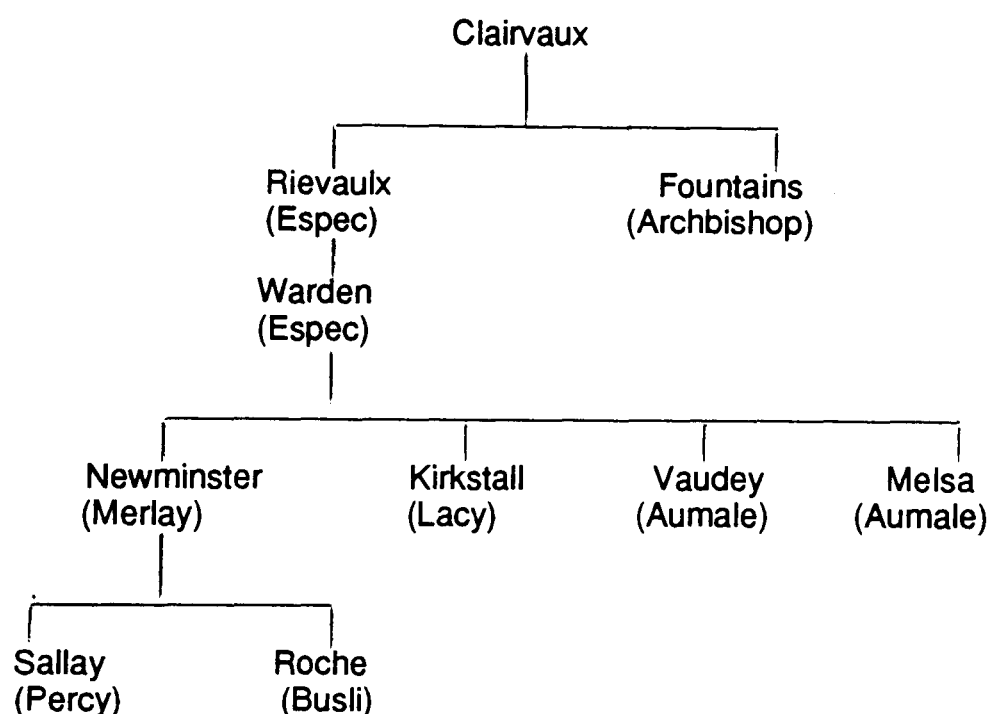 Clairvaux
Rievaulx
(Espec)
Fountains
(Archbishop)
Warden
(Espec)
Newminster
(Merlay)
Kirkstall
(Lacy)
Vaudey
(Aumale)
Melsa
(Aumale)
Sallay
(Percy)
Roche
(Busli)